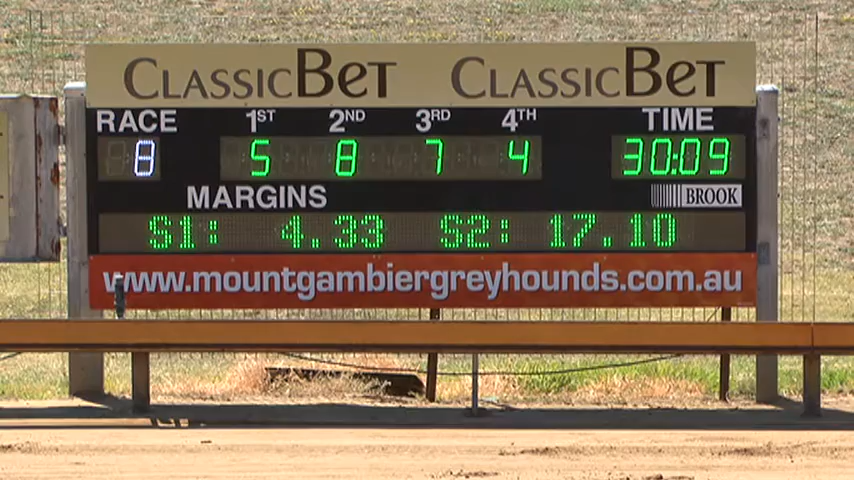 CLASSICBET CLASSICBET
RACE 1ST 2ND 3RD 4TH TIME
8 5 8 7 4 30:09
MARGINS BROOK
S1: 4.33 S2: 17.10
www.mountgambiergreyhounds.com.au